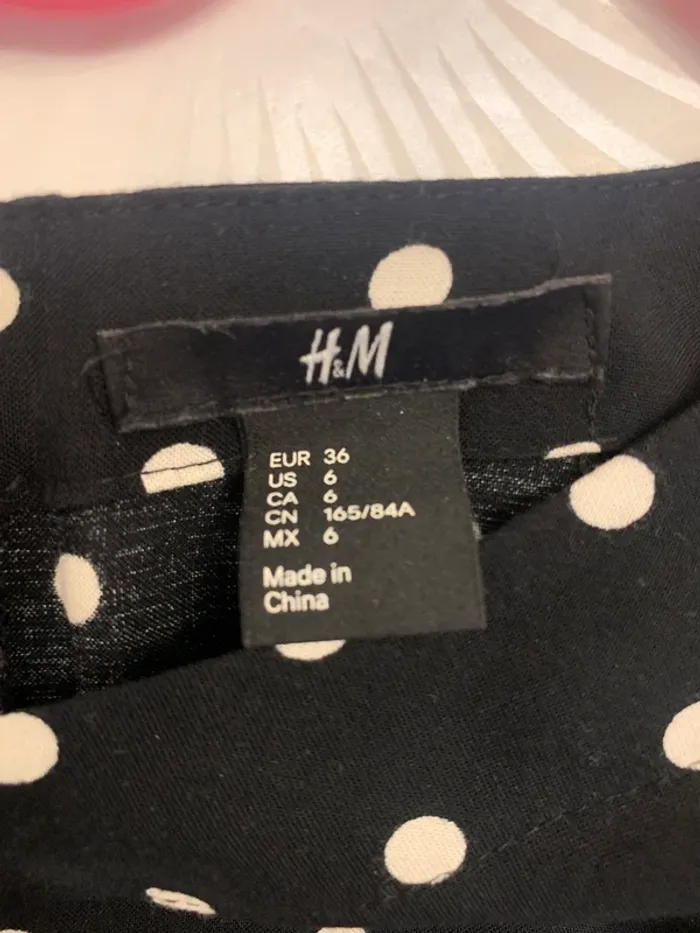 H&M
EUR 36
US 6
CA 6
CN 165/84A
MX 6
Made in
China